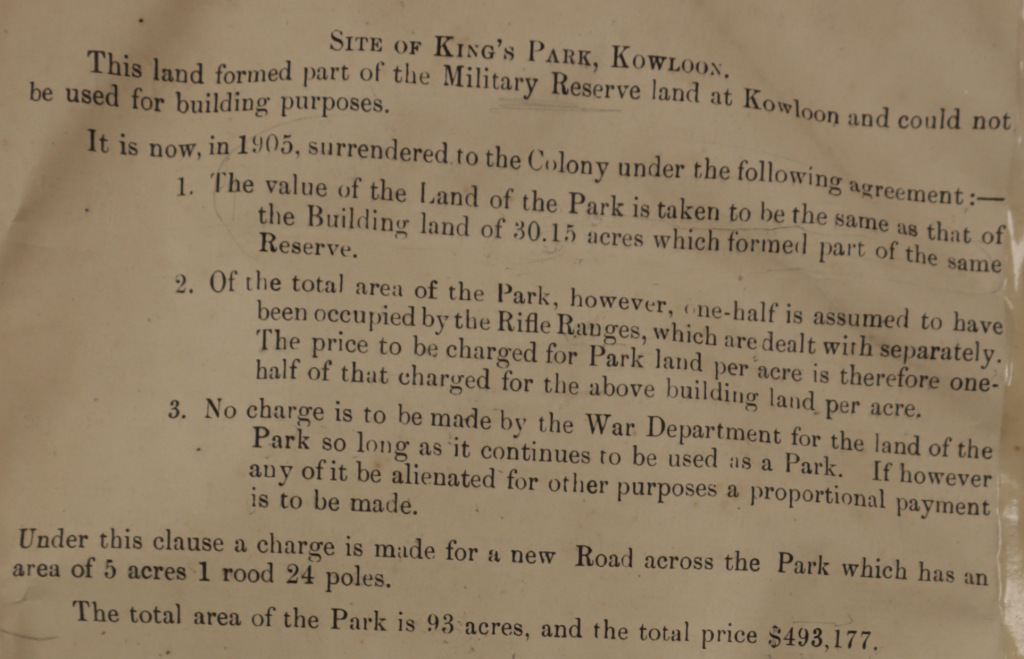 SITE OF KING'S PARK, KOWLOON.
This land formed part of the Military Reserve land at Kowloon and could not
be used for building purposes.
It is now, in 1905, surrendered to the Colony under the following agreement :—
1. The value of the Land of the Park is taken to be the same as that of
the Building land of 30.15 acres which formed part of the same
Reserve.
2. Of the total area of the Park, however, one-half is assumed to have
been occupied by the Rifle Ranges, which are dealt with separately.
The price to be charged for Park land per acre is therefore one-
half of that charged for the above building land per acre.
3. No charge is to be made by the War Department for the land of the
Park so long as it continues to be used as a Park. If however
any of it be alienated for other purposes a proportional payment
is to be made.
Under this clause a charge is made for a new Road across the Park which has an
area of 5 acres 1 rood 24 poles.
The total area of the Park is 93 acres, and the total price $493,177.